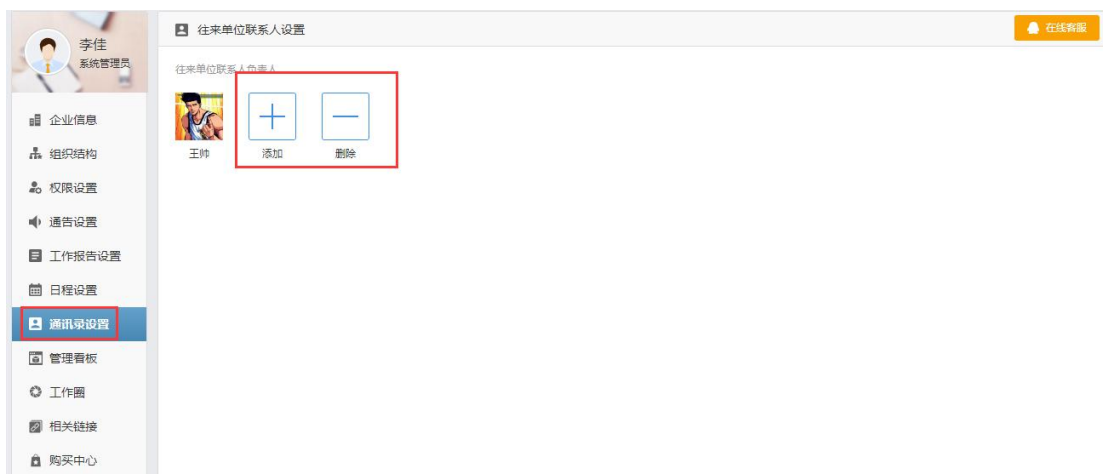 李佳
系统管理员
企业信息
组织结构
权限设置
通告设置
工作报告设置
日程设置
通讯录设置
管理看板
工作圈
相关链接
购买中心
往来单位联系人设置
在线客服
往来单位联系人负责人
王帅
添加
删除